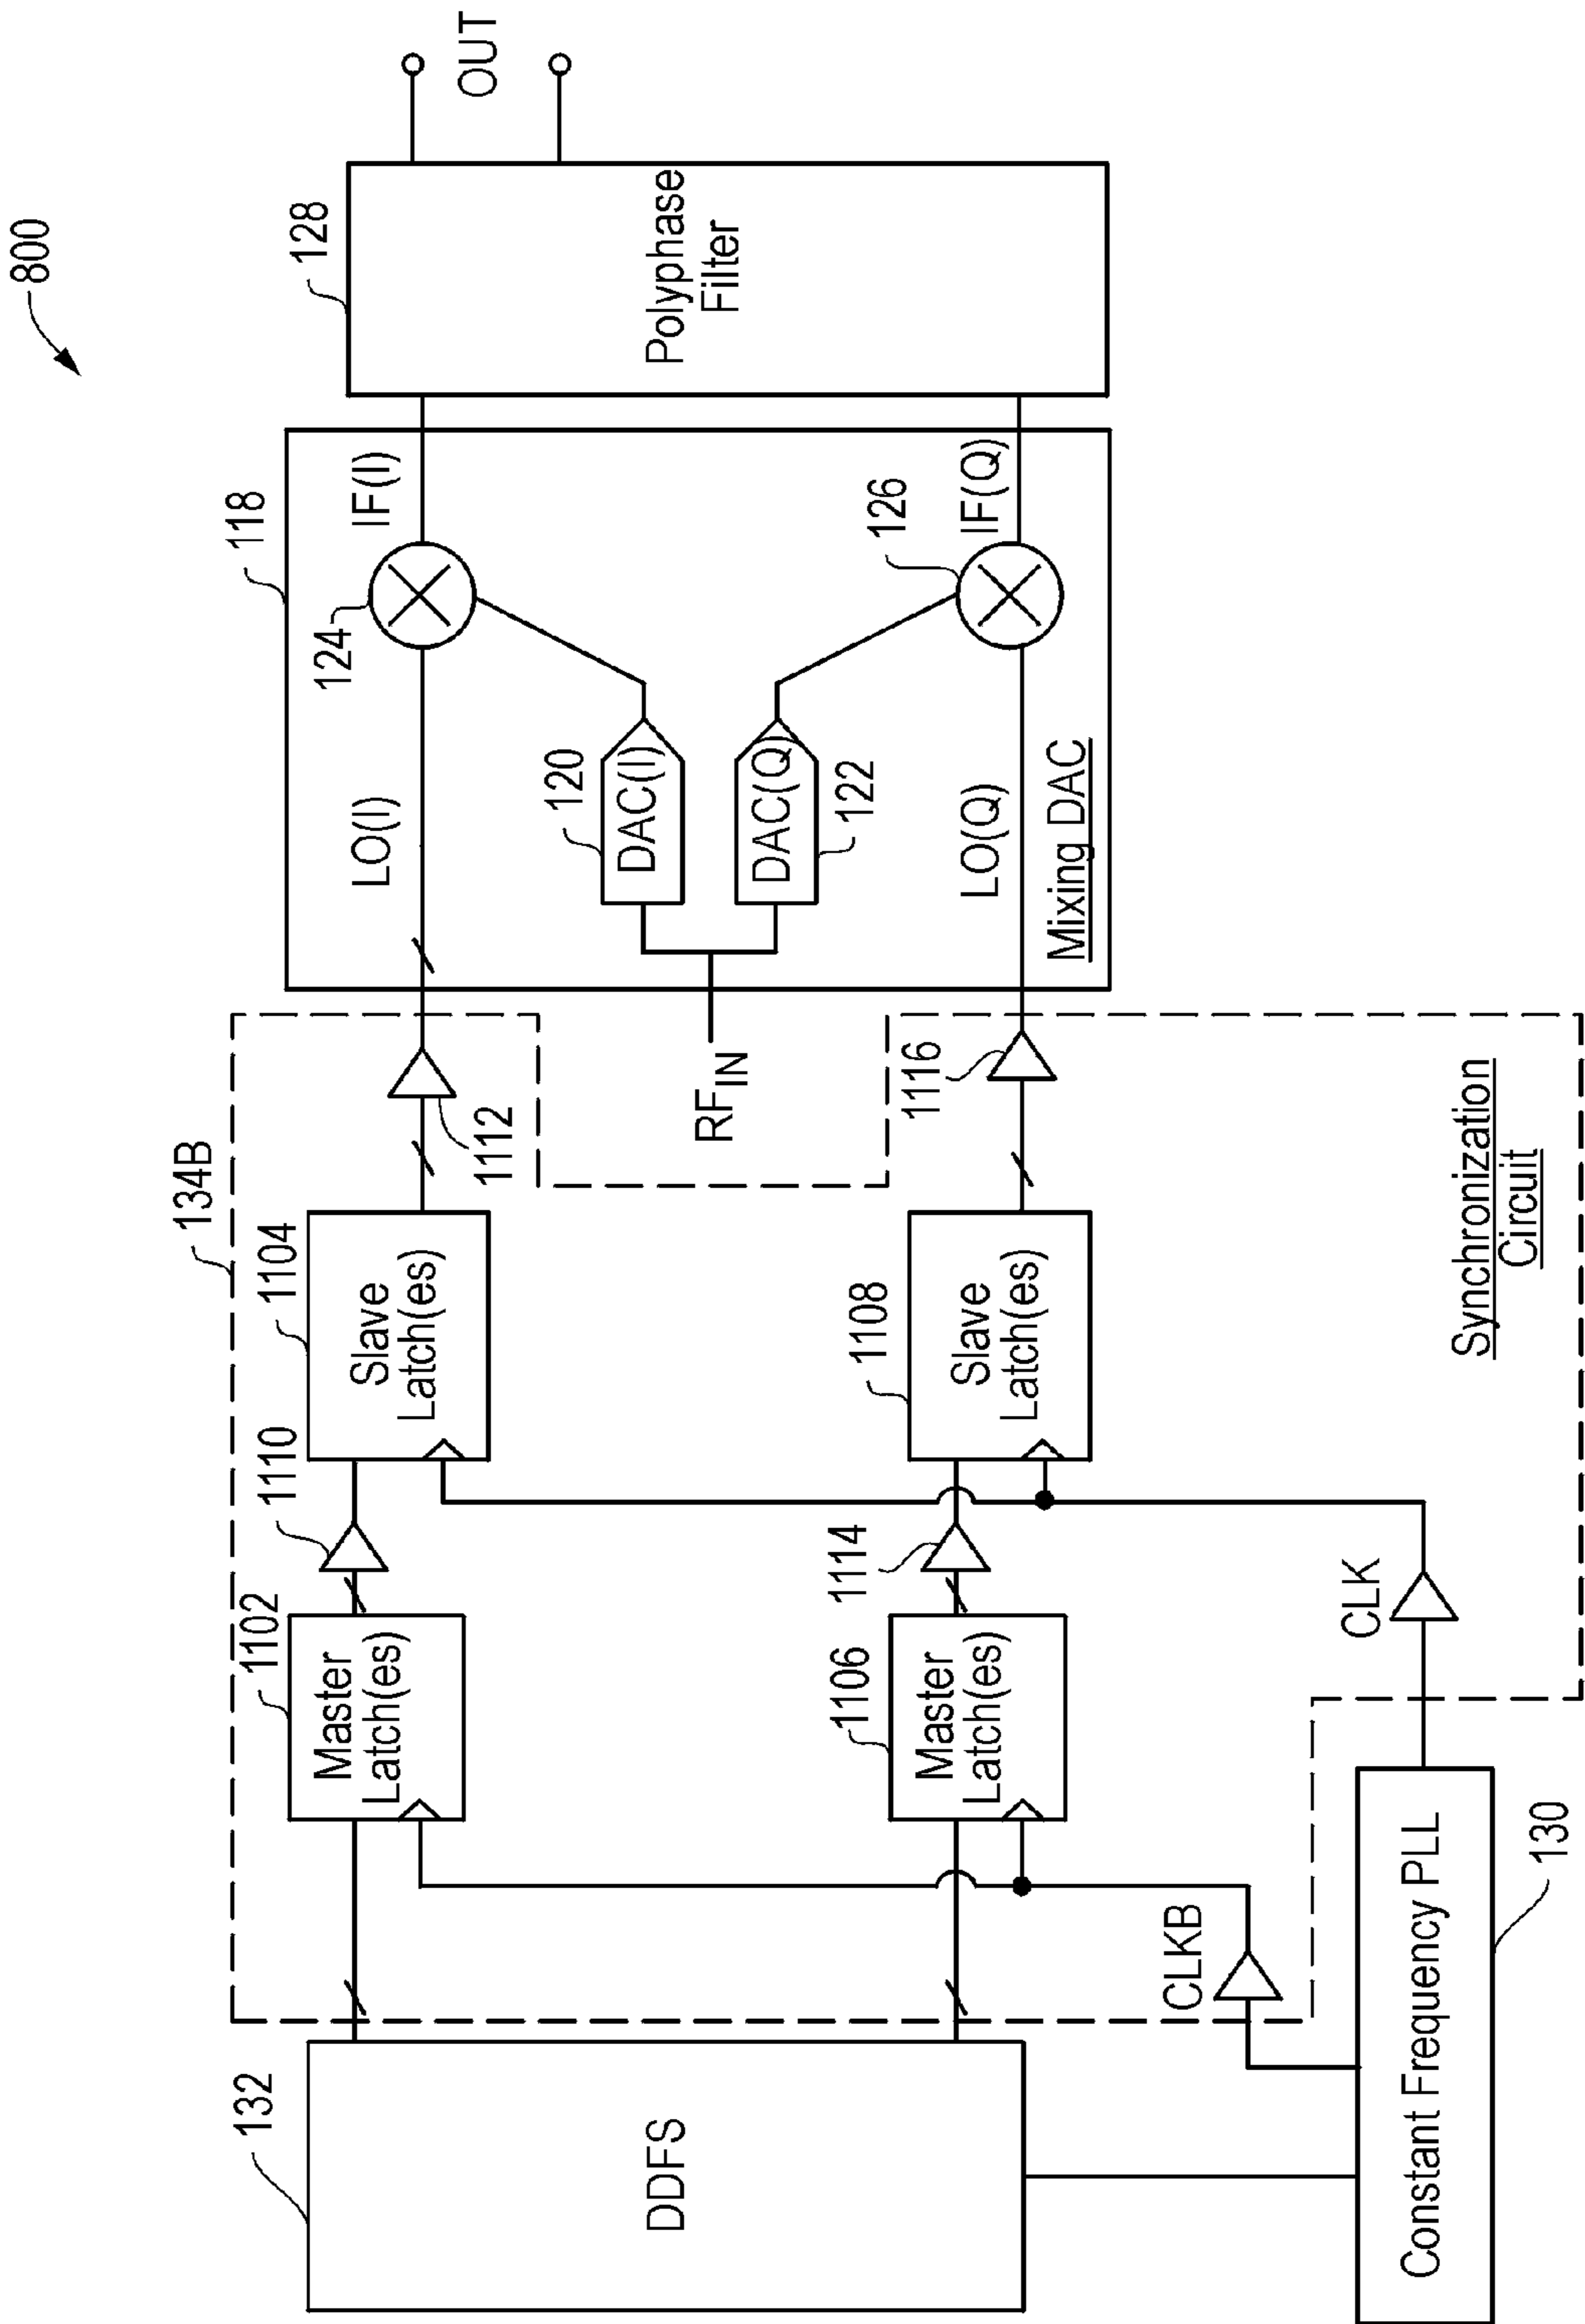 800
132
DDFS
134B
1102
Master
Latch(es)
1110
1104
Slave
Latch(es)
1112
118
LO(I)
124
IF(I)
128
Polyphase
Filter
OUT
120
DAC(I)
RF_IN
DAC(Q)
122
1106
Master
Latch(es)
1114
1108
Slave
Latch(es)
1116
LO(Q)
126
IF(Q)
Mixing DAC
CLKB
CLK
Synchronization
Circuit
Constant Frequency PLL
130